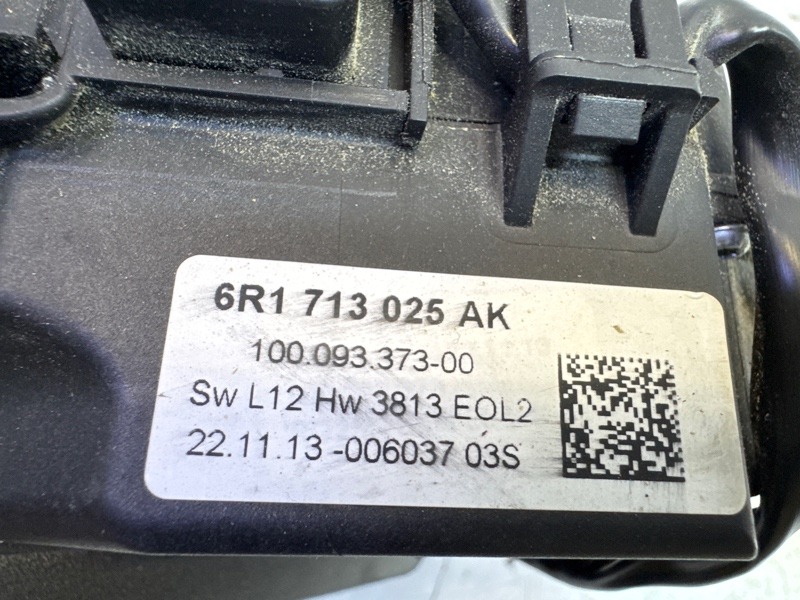 6R1 713 025 AK
100.093.373-00
Sw L12 Hw 3813 EOL2
22.11.13 -006037 03S